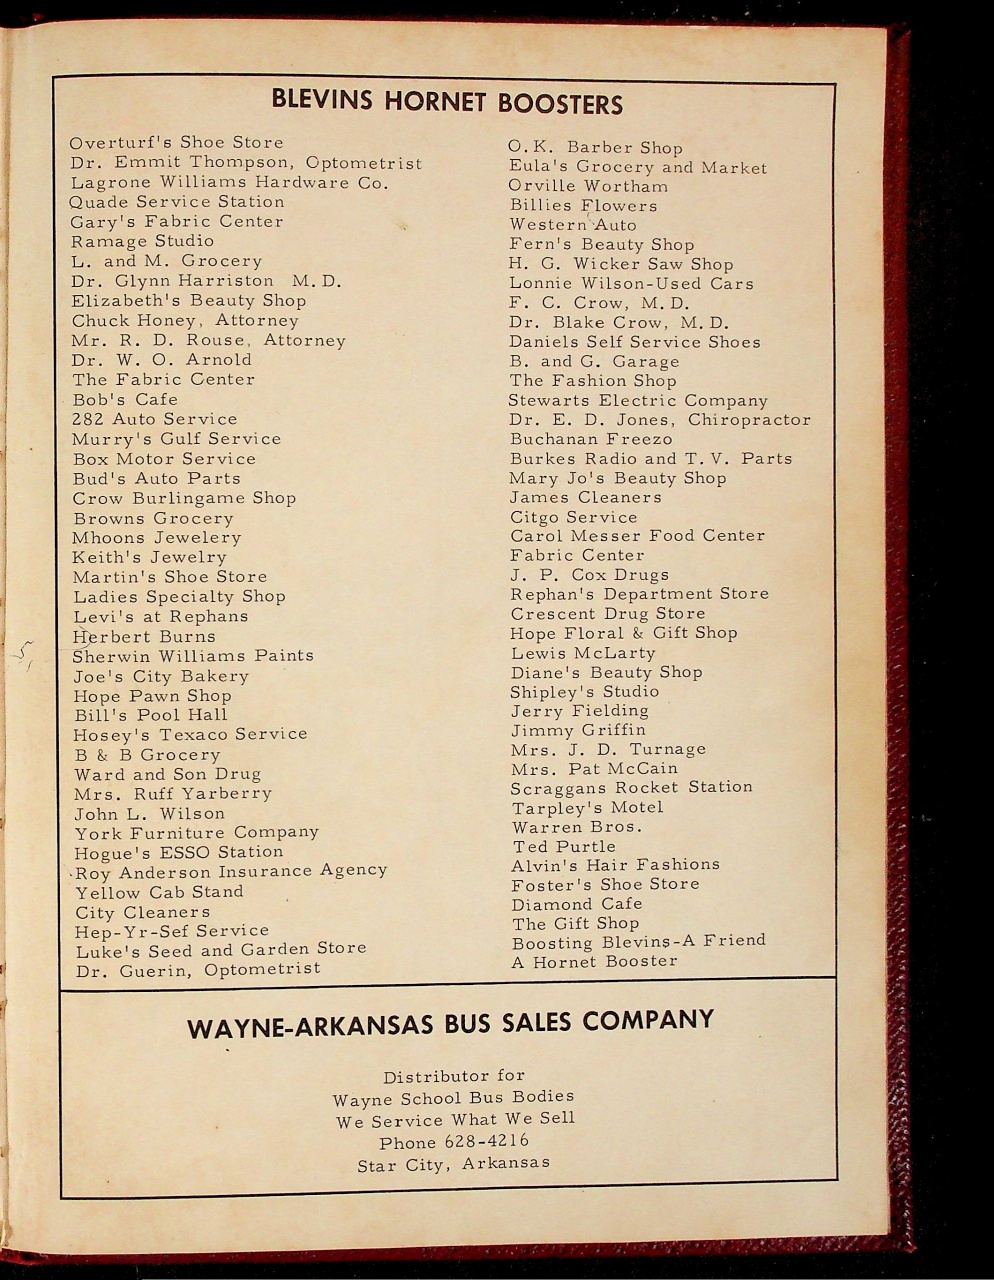 BLEVINS HORNET BOOSTERS
Overturf's Shoe Store
Dr. Emmit Thompson, Optometrist
Lagrone Williams Hardware Co.
Quade Service Station
Gary's Fabric Center
Ramage Studio
L. and M. Grocery
Dr. Glynn Harriston M.D.
Elizabeth's Beauty Shop
Chuck Honey, Attorney
Mr. R. D. Rouse, Attorney
Dr. W. O. Arnold
The Fabric Center
Bob's Cafe
282 Auto Service
Murry's Gulf Service
Box Motor Service
Bud's Auto Parts
Crow Burlingame Shop
Browns Grocery
Mhoons Jewelery
Keith's Jewelry
Martin's Shoe Store
Ladies Specialty Shop
Levi's at Rephans
Herbert Burns
Sherwin Williams Paints
Joe's City Bakery
Hope Pawn Shop
Bill's Pool Hall
Hosey's Texaco Service
B & B Grocery
Ward and Son Drug
Mrs. Ruff Yarberry
John L. Wilson
York Furniture Company
Hogue's ESSO Station
Roy Anderson Insurance Agency
Yellow Cab Stand
City Cleaners
Hep-Yr-Sef Service
Luke's Seed and Garden Store
Dr. Guerin, Optometrist
O.K. Barber Shop
Eula's Grocery and Market
Orville Wortham
Billies Flowers
Western Auto
Fern's Beauty Shop
H. G. Wicker Saw Shop
Lonnie Wilson-Used Cars
F. C. Crow, M.D.
Dr. Blake Crow, M.D.
Daniels Self Service Shoes
B. and G. Garage
The Fashion Shop
Stewarts Electric Company
Dr. E. D. Jones, Chiropractor
Buchanan Freezo
Burkes Radio and T.V. Parts
Mary Jo's Beauty Shop
James Cleaners
Citgo Service
Carol Messer Food Center
Fabric Center
J. P. Cox Drugs
Rephan's Department Store
Crescent Drug Store
Hope Floral & Gift Shop
Lewis McLarty
Diane's Beauty Shop
Shipley's Studio
Jerry Fielding
Jimmy Griffin
Mrs. J. D. Turnage
Mrs. Pat McCain
Scraggans Rocket Station
Tarpley's Motel
Warren Bros.
Ted Purtle
Alvin's Hair Fashions
Foster's Shoe Store
Diamond Cafe
The Gift Shop
Boosting Blevins-A Friend
A Hornet Booster
WAYNE-ARKANSAS BUS SALES COMPANY
Distributor for
Wayne School Bus Bodies
We Service What We Sell
Phone 628-4216
Star City, Arkansas